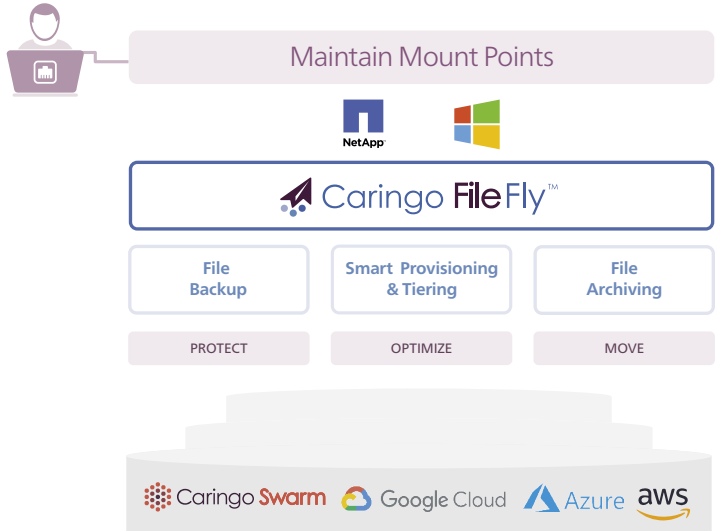 Maintain Mount Points
NetApp
Caringo FileFly™
File
Backup
Smart Provisioning
& Tiering
File
Archiving
PROTECT
OPTIMIZE
MOVE
Caringo Swarm
Google Cloud
Azure
aws